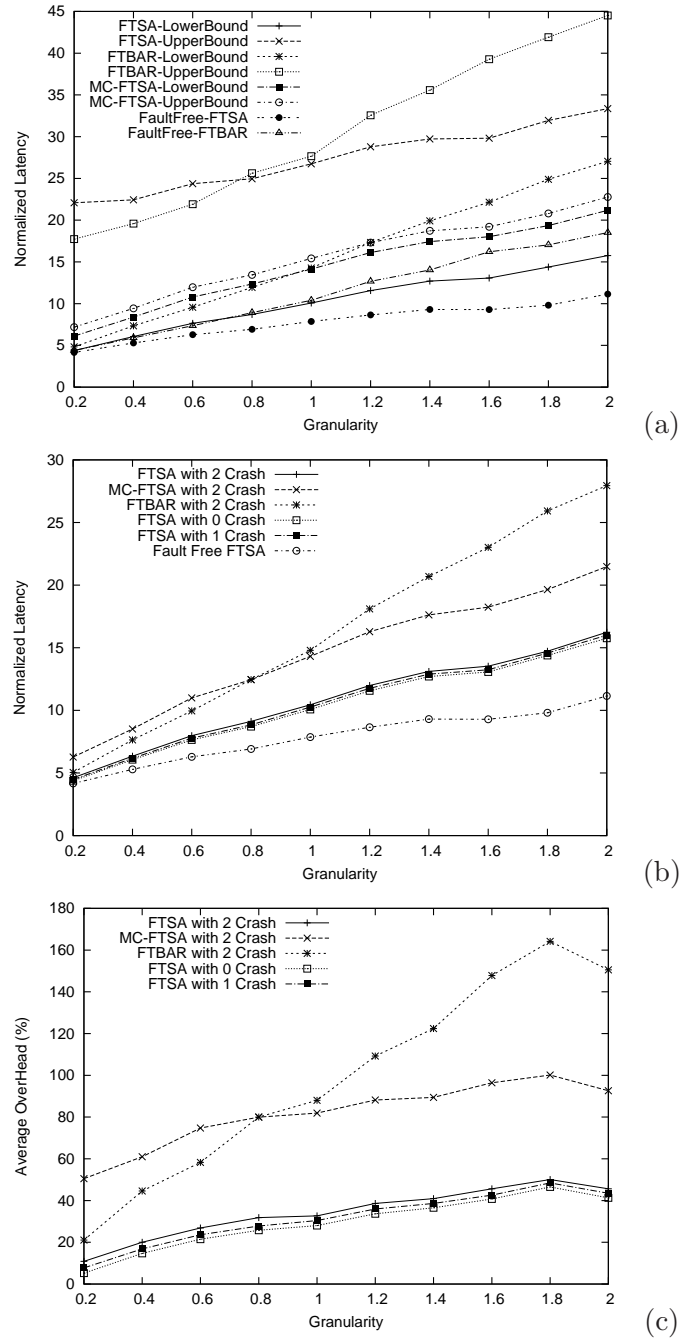 45
40
35
30
25
20
15
10
5
0
Normalized Latency
FTSA-LowerBound
FTSA-UpperBound
FTBAR-LowerBound
FTBAR-UpperBound
MC-FTSA-LowerBound
MC-FTSA-UpperBound
FaultFree-FTSA
FaultFree-FTBAR
0.2 0.4 0.6 0.8 1 1.2 1.4 1.6 1.8 2
Granularity
(a)
30
25
20
15
10
5
0
Normalized Latency
FTSA with 2 Crash
MC-FTSA with 2 Crash
FTBAR with 2 Crash
FTSA with 0 Crash
FTSA with 1 Crash
Fault Free FTSA
0.2 0.4 0.6 0.8 1 1.2 1.4 1.6 1.8 2
Granularity
(b)
180
160
140
120
100
80
60
40
20
0
Average OverHead (%)
FTSA with 2 Crash
MC-FTSA with 2 Crash
FTBAR with 2 Crash
FTSA with 0 Crash
FTSA with 1 Crash
0.2 0.4 0.6 0.8 1 1.2 1.4 1.6 1.8 2
Granularity
(c)